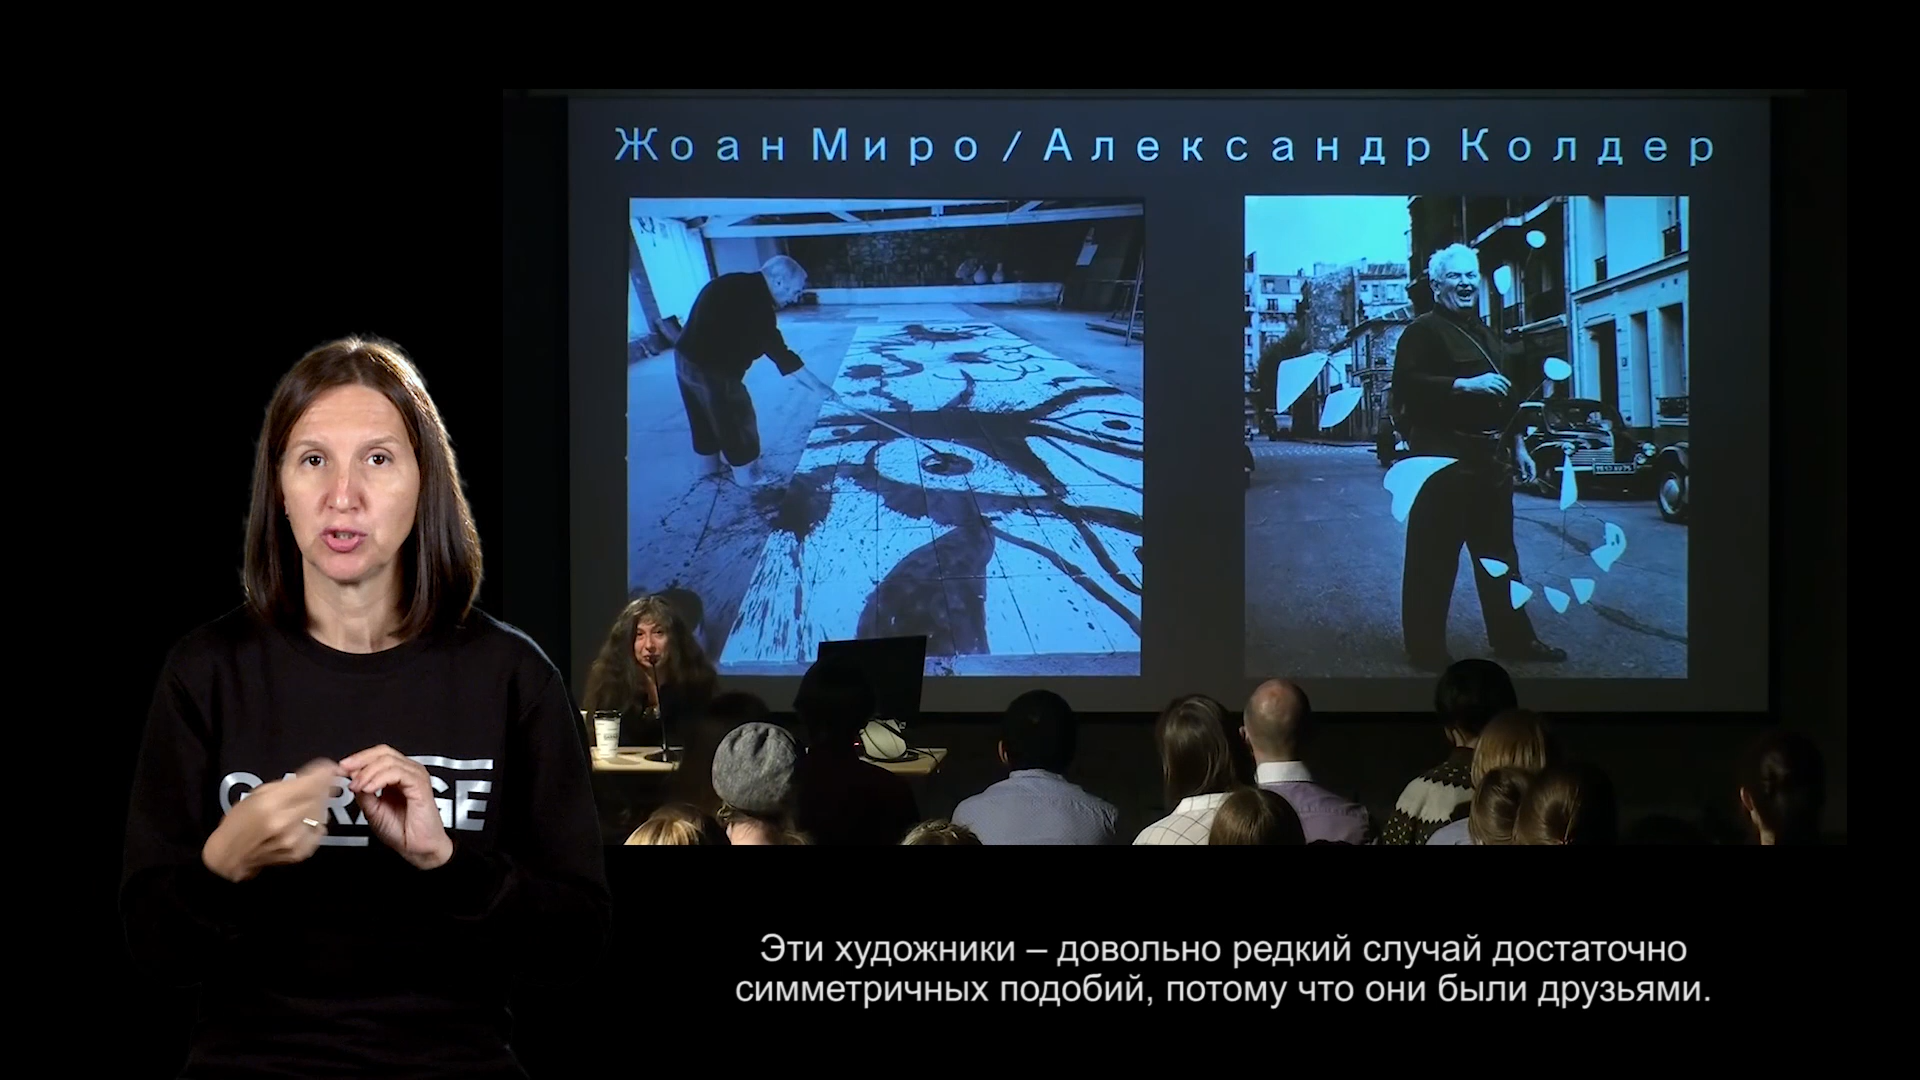 Жоан Миро / Александр Колдер
GARAGE
Эти художники – довольно редкий случай достаточно
симметричных подобий, потому что они были друзьями.